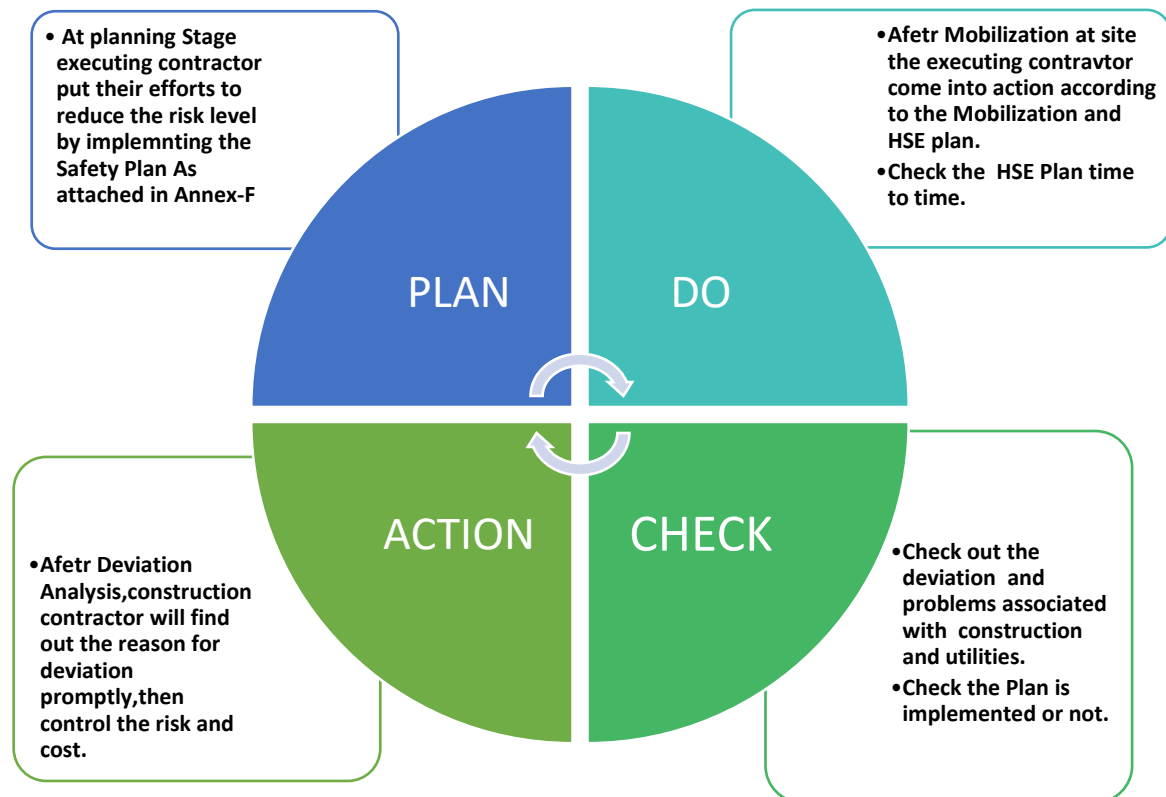 • At planning Stage
executing contractor
put their efforts to
reduce the risk level
by implemnting the
Safety Plan As
attached in Annex-F
•Afetr Mobilization at site
the executing contravtor
come into action according
to the Mobilization and
HSE plan.
•Check the HSE Plan time
to time.
PLAN
DO
ACTION
CHECK
•Afetr Deviation
Analysis,construction
contractor will find
out the reason for
deviation
promptly,then
control the risk and
cost.
•Check out the
deviation and
problems associated
with construction
and utilities.
•Check the Plan is
implemented or not.